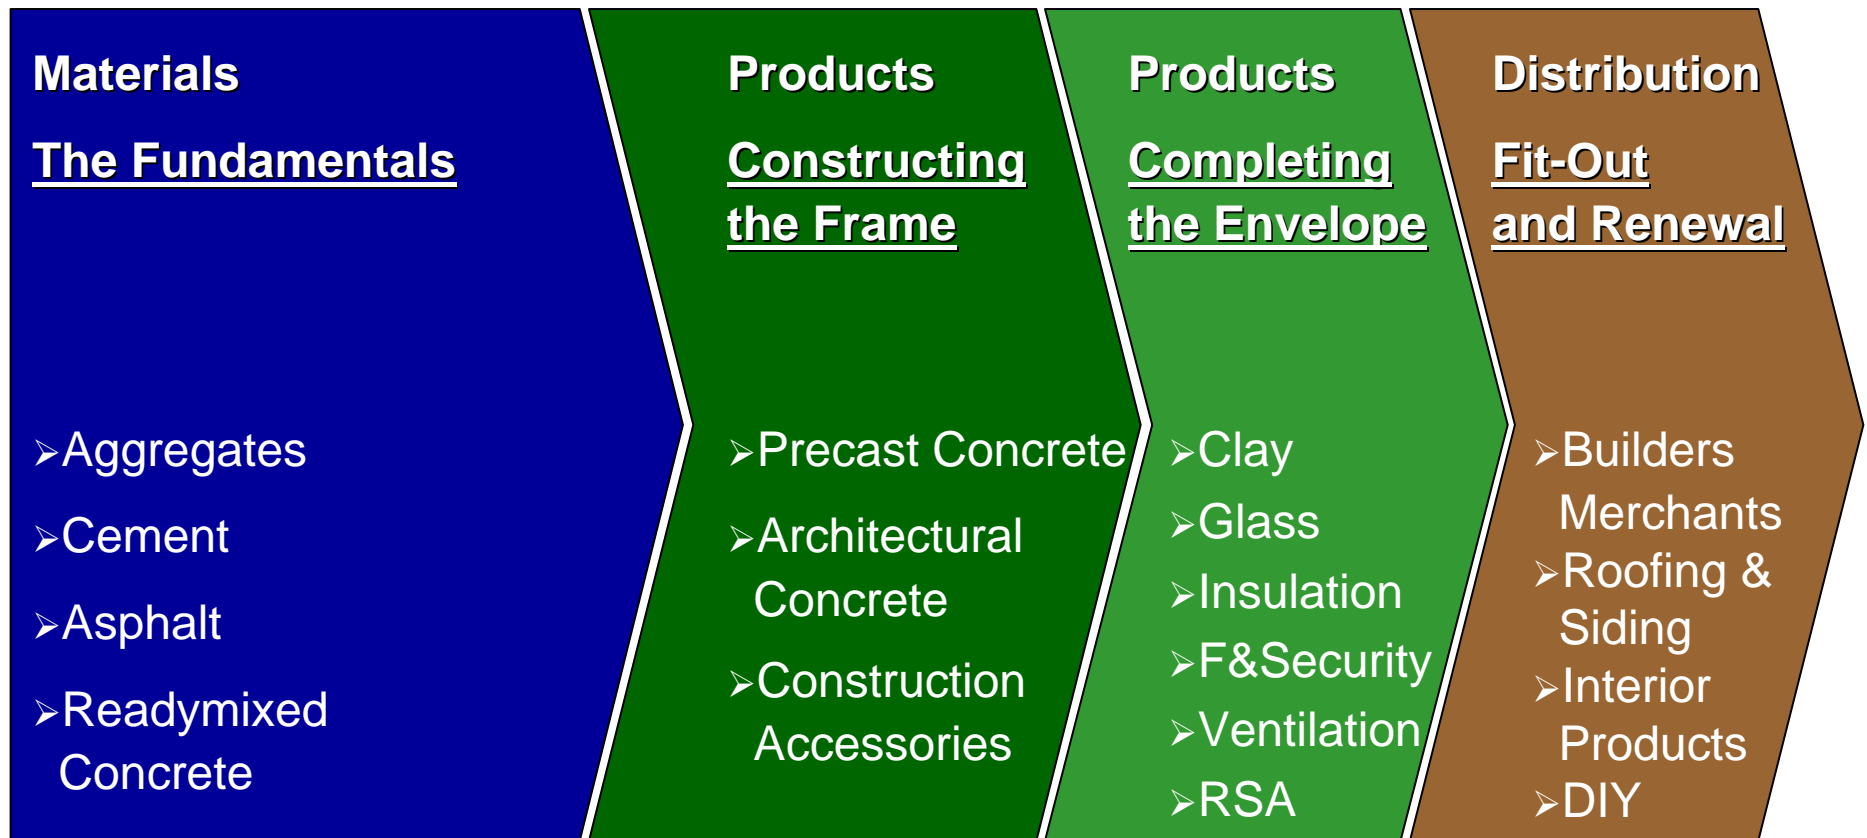 Materials
The Fundamentals
➢Aggregates
➢Cement
➢Asphalt
➢Readymixed
Concrete
Products
Constructing
the Frame
➢Precast Concrete
➢Architectural
Concrete
➢Construction
Accessories
Products
Completing
the Envelope
➢Clay
➢Glass
➢Insulation
➢F&Security
➢Ventilation
➢RSA
Distribution
Fit-Out
and Renewal
➢Builders
Merchants
➢Roofing &
Siding
➢Interior
Products
➢DIY